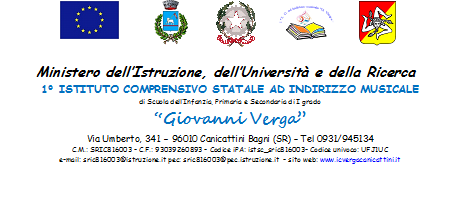 Ministero dell'Istruzione, dell'Università e della Ricerca
1° ISTITUTO COMPRENSIVO STATALE AD INDIRIZZO MUSICALE
di Scuola dell'Infanzia, Primaria e Secondaria di I grado
"Giovanni Verga"
Via Umberto, 341 - 96010 Canicattini Bagni (SR) - Tel 0931/945134
C.M.: SRIC816003 - C.F.: 93039260893 - Codice iPA: istsc_sric816003- Codice univoco: UFJ1UC
e-mail: sric816003@istruzione.it pec: sric816003@pec.istruzione.it - sito web: www.icvergacanicattini.it